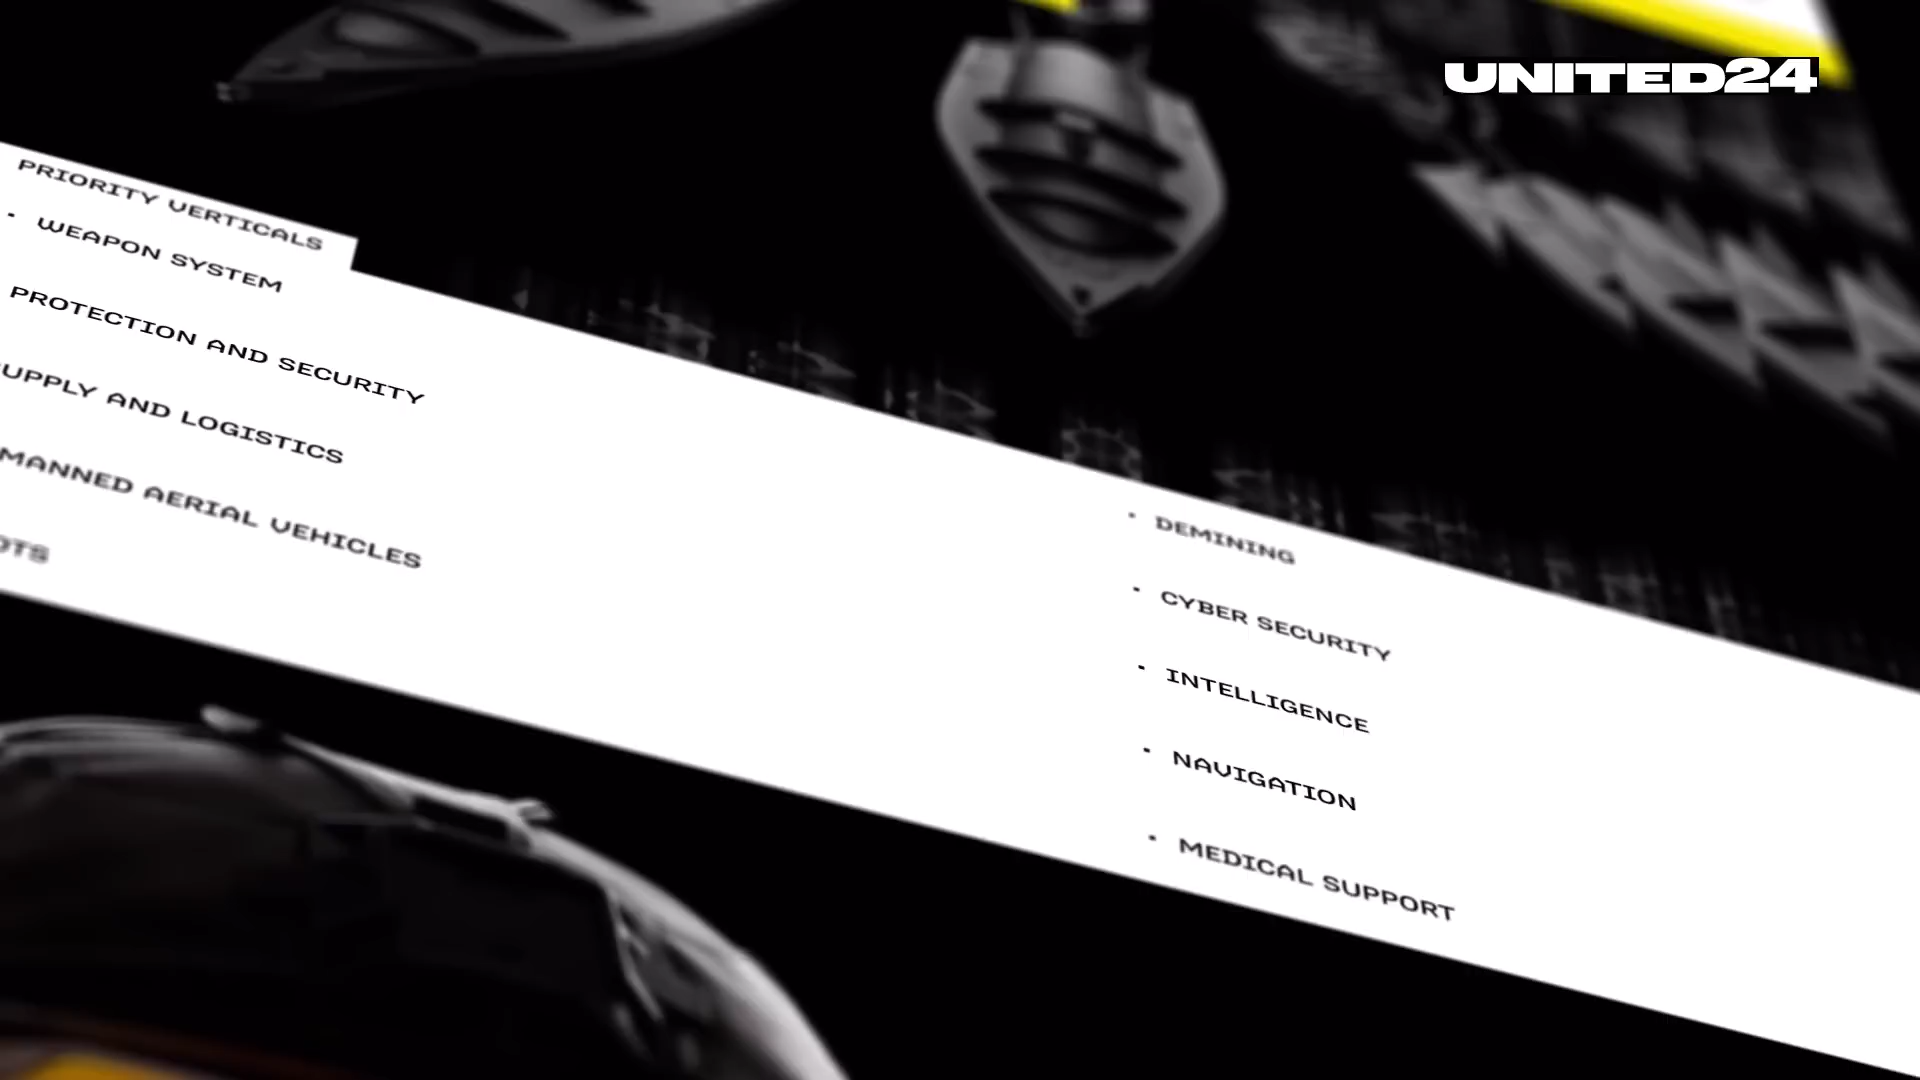 UNITED24
PRIORITY VERTICALS
• WEAPON SYSTEM
PROTECTION AND SECURITY
UPPLY AND LOGISTICS
MANNED AERIAL VEHICLES
OTS
• DEMINING
• CYBER SECURITY
• INTELLIGENCE
• NAVIGATION
• MEDICAL SUPPORT